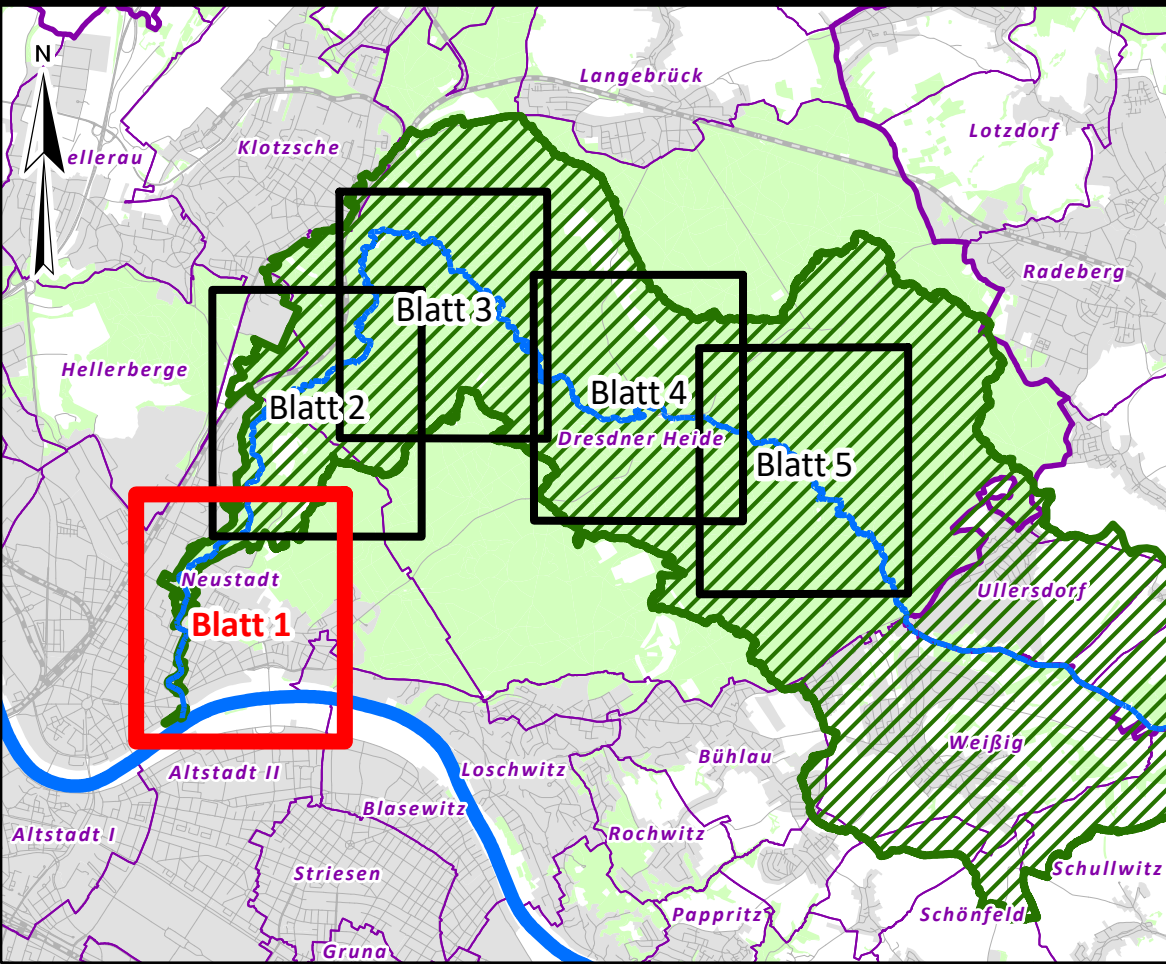 N
Langebrück
Lotzdorf
Klotzsche
ellerau
Radeberg
Blatt 3
Hellerberge
Blatt 4
Blatt 2
Dresdner Heide
Blatt 5
Neustadt
Ullersdorf
Blatt 1
Weißig
Bühlau
Loschwitz
Altstadt II
Blasewitz
Altstadt I
Rochwitz
Striesen
Schullwitz
Pappritz
Schönfeld
Gruna